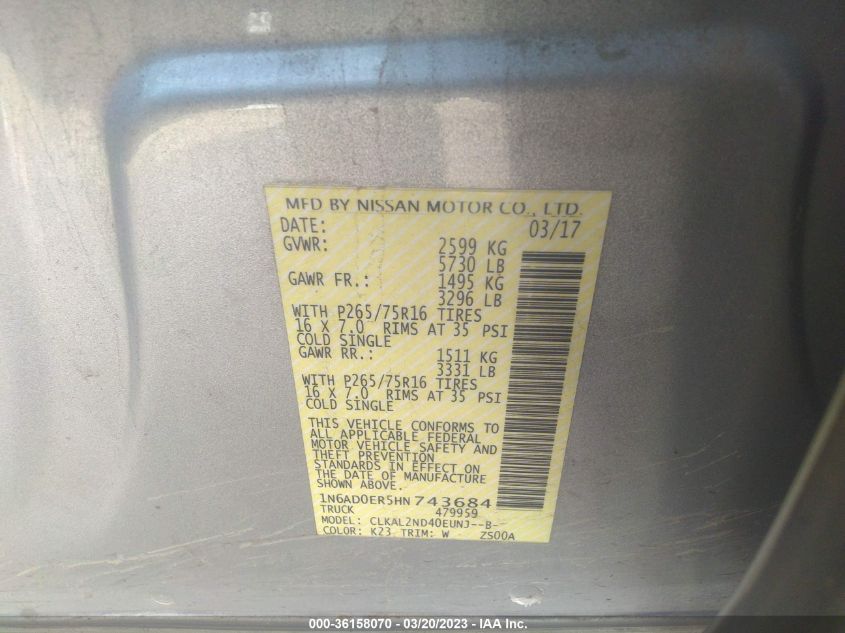 MFD BY NISSAN MOTOR CO., LTD.
DATE: 03/17
GVWR: 2599 KG
5730 LB
GAWR FR.: 1495 KG
3296 LB
WITH P265/75R16 TIRES
16 X 7.0 RIMS AT 35 PSI
COLD SINGLE
GAWR RR.: 1511 KG
3331 LB
WITH P265/75R16 TIRES
16 X 7.0 RIMS AT 35 PSI
COLD SINGLE
THIS VEHICLE CONFORMS TO
ALL APPLICABLE FEDERAL
MOTOR VEHICLE SAFETY AND
THEFT PREVENTION
STANDARDS IN EFFECT ON
THE DATE OF MANUFACTURE
SHOWN ABOVE.
1N6AD0ER5HN743684
TRUCK 479959
MODEL: CLKAL2ND40EUNJ--B-
COLOR: K23 TRIM: W ZS00A
000-36158070 - 03/20/2023 - IAA Inc.